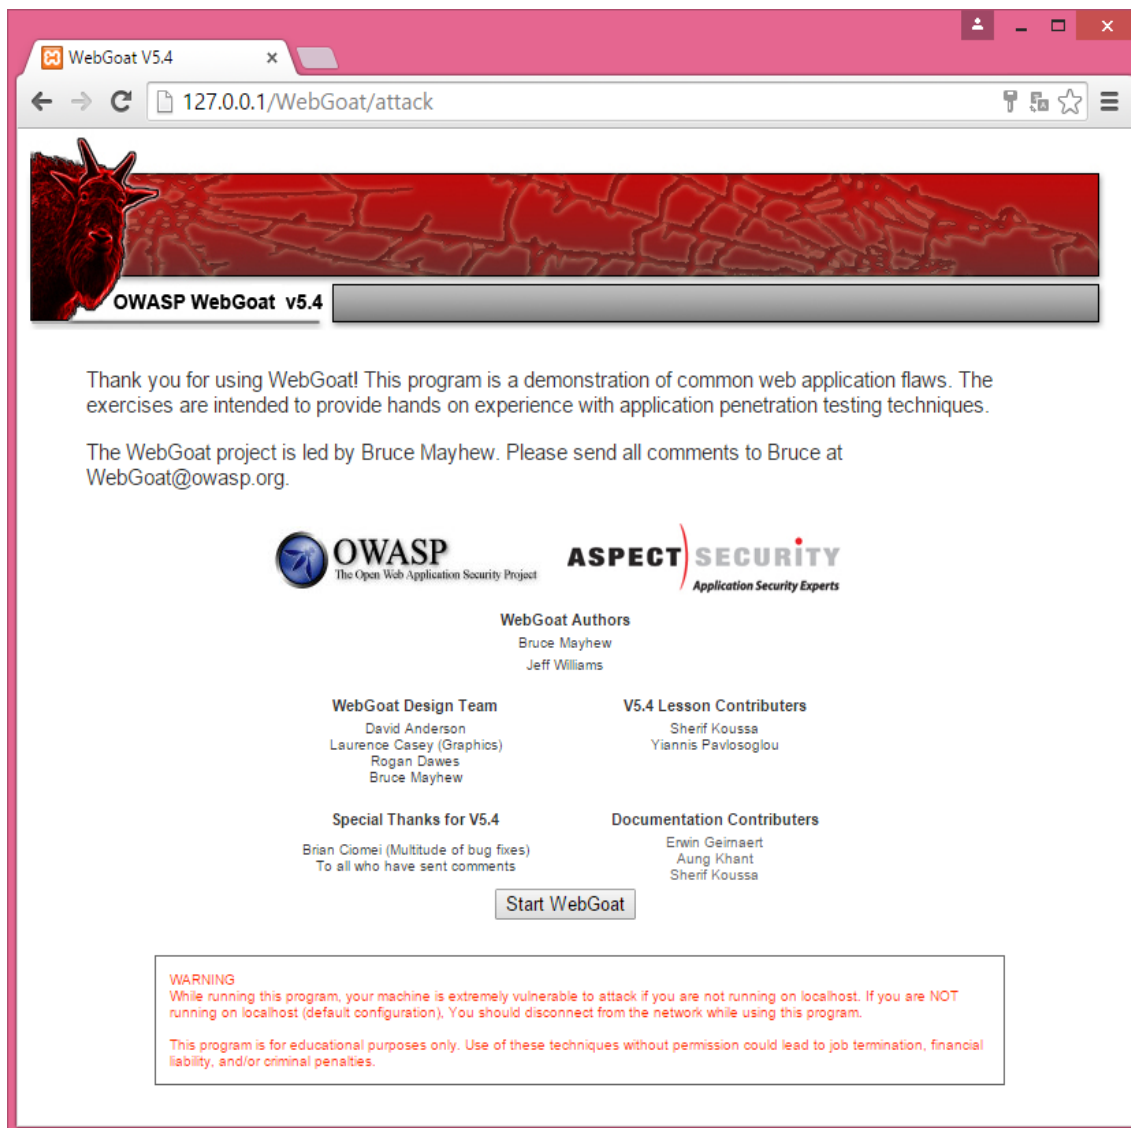 WebGoat V5.4
127.0.0.1/WebGoat/attack
OWASP WebGoat v5.4
Thank you for using WebGoat! This program is a demonstration of common web application flaws. The
exercises are intended to provide hands on experience with application penetration testing techniques.
The WebGoat project is led by Bruce Mayhew. Please send all comments to Bruce at
WebGoat@owasp.org.
OWASP
The Open Web Application Security Project
ASPECT SECURITY
Application Security Experts
WebGoat Authors
Bruce Mayhew
Jeff Williams
WebGoat Design Team
David Anderson
Laurence Casey (Graphics)
Rogan Dawes
Bruce Mayhew
V5.4 Lesson Contributers
Sherif Koussa
Yiannis Pavlosoglou
Special Thanks for V5.4
Brian Ciomei (Multitude of bug fixes)
To all who have sent comments
Documentation Contributers
Erwin Geirnaert
Aung Khant
Sherif Koussa
Start WebGoat
WARNING
While running this program, your machine is extremely vulnerable to attack if you are not running on localhost. If you are NOT
running on localhost (default configuration), You should disconnect from the network while using this program.
This program is for educational purposes only. Use of these techniques without permission could lead to job termination, financial
liability, and/or criminal penalties.